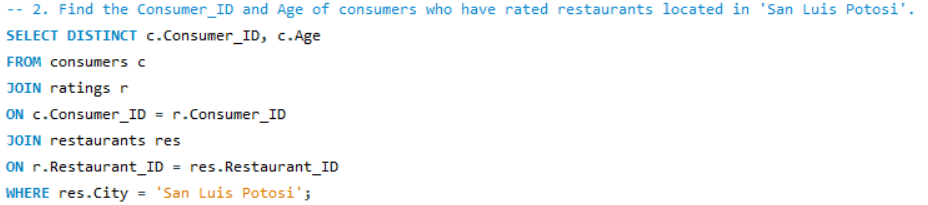 -- 2. Find the Consumer_ID and Age of consumers who have rated restaurants located in 'San Luis Potosi'.
SELECT DISTINCT c.Consumer_ID, c.Age
FROM consumers c
JOIN ratings r
ON c.Consumer_ID = r.Consumer_ID
JOIN restaurants res
ON r.Restaurant_ID = res.Restaurant_ID
WHERE res.City = 'San Luis Potosi';